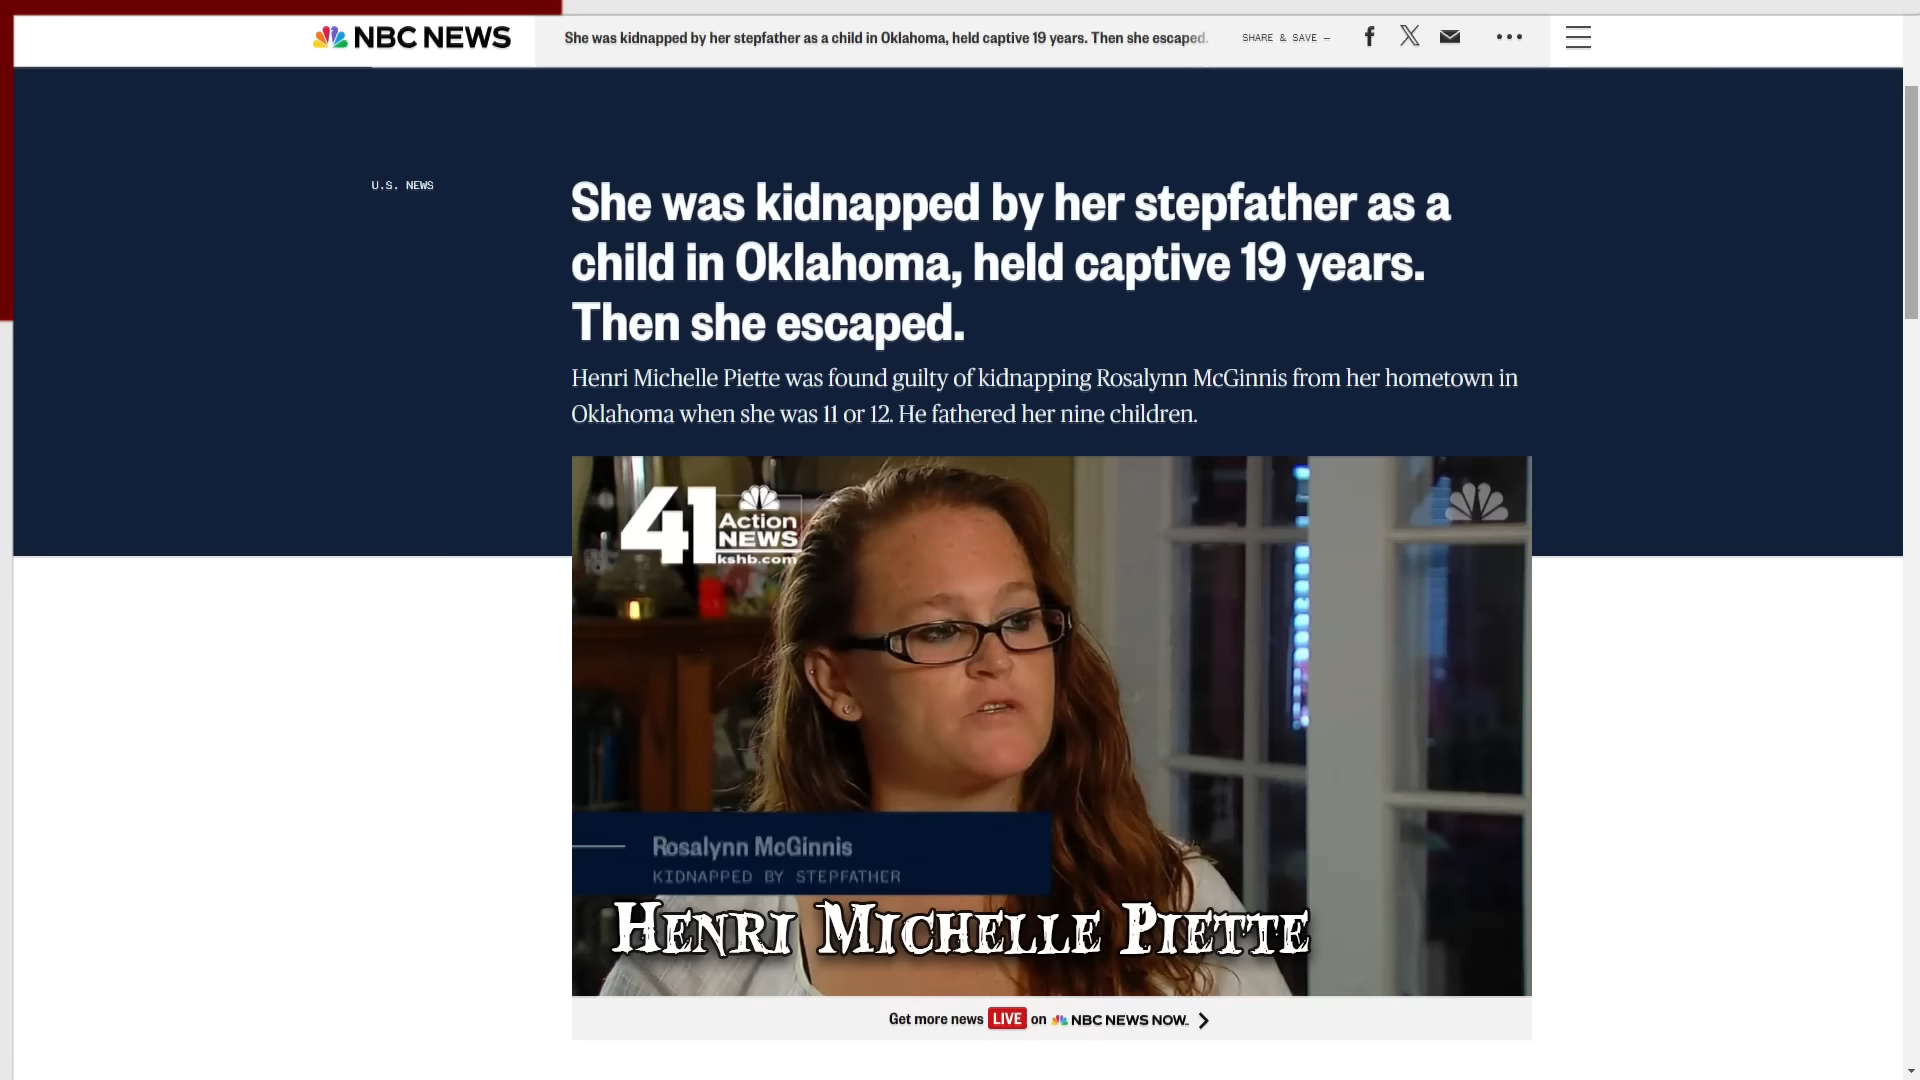 NBC NEWS
She was kidnapped by her stepfather as a child in Oklahoma, held captive 19 years. Then she escaped.
SHARE & SAVE —
U.S. NEWS
She was kidnapped by her stepfather as a
child in Oklahoma, held captive 19 years.
Then she escaped.
Henri Michelle Piette was found guilty of kidnapping Rosalynn McGinnis from her hometown in
Oklahoma when she was 11 or 12. He fathered her nine children.
41 Action
NEWS
kshb.com
Rosalynn McGinnis
KIDNAPPED BY STEPFATHER
HENRI MICHELLE PIETTE
Get more news LIVE on NBC NEWS NOW.